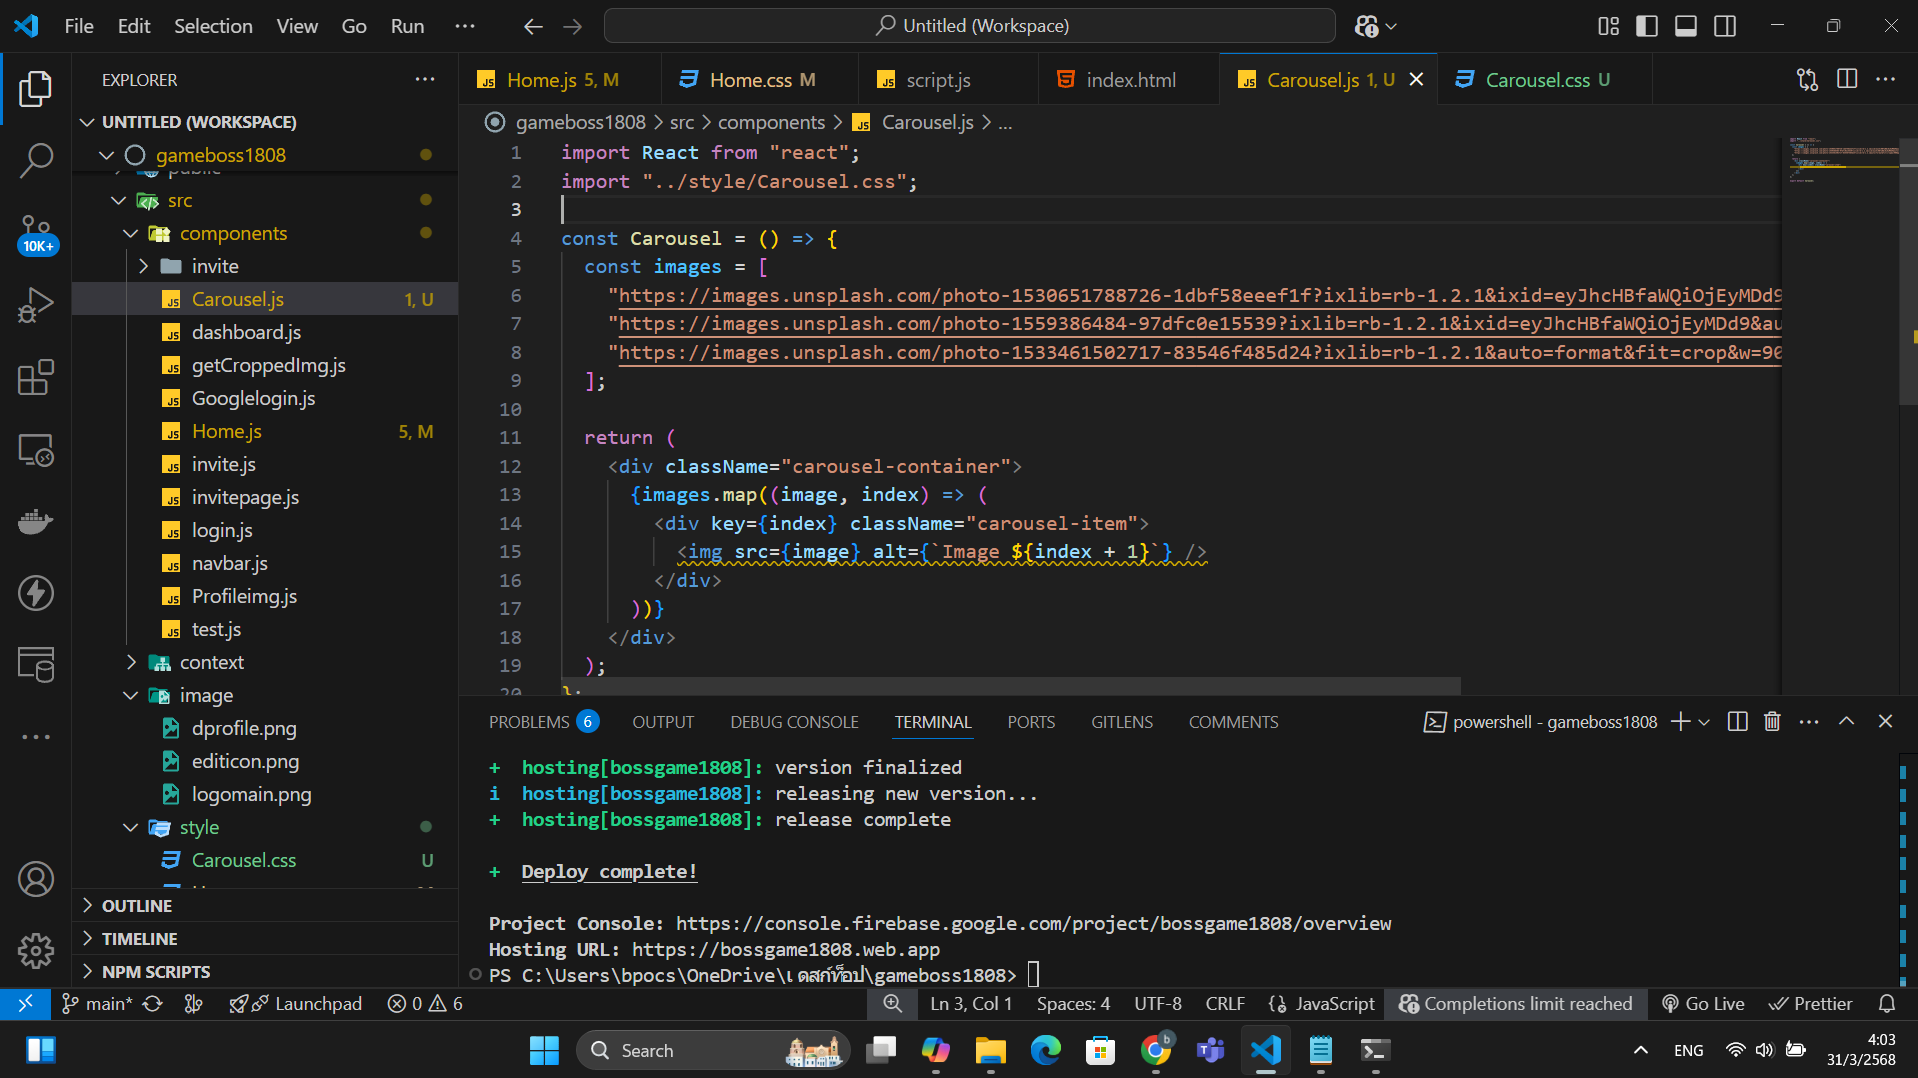 File Edit Selection View Go Run ...
Untitled (Workspace)
EXPLORER
UNTITLED (WORKSPACE)
gameboss1808
public
src
components
invite
Carousel.js 1, U
dashboard.js
getCroppedImg.js
Googlelogin.js
Home.js 5, M
invite.js
invitepage.js
login.js
navbar.js
Profileimg.js
test.js
context
image
dprofile.png
editicon.png
logomain.png
style
Carousel.css U
OUTLINE
TIMELINE
NPM SCRIPTS
10K+
Home.js 5, M
Home.css M
script.js
index.html
Carousel.js 1, U
Carousel.css U
gameboss1808 > src > components > Carousel.js > ...
1 import React from "react";
2 import "../style/Carousel.css";
3
4 const Carousel = () => {
5 const images = [
6 "https://images.unsplash.com/photo-1530651788726-1dbf58eeef1f?ixlib=rb-1.2.1&ixid=eyJhcHBfaWQiOjEyMDd9
7 "https://images.unsplash.com/photo-1559386484-97dfc0e15539?ixlib=rb-1.2.1&ixid=eyJhcHBfaWQiOjEyMDd9&au
8 "https://images.unsplash.com/photo-1533461502717-83546f485d24?ixlib=rb-1.2.1&auto=format&fit=crop&w=90
9 ];
10
11 return (
12 <div className="carousel-container">
13 {images.map((image, index) => (
14 <div key={index} className="carousel-item">
15 <img src={image} alt={`Image ${index + 1}`} />
16 </div>
17 ))}
18 </div>
19 );
20 };
PROBLEMS 6 OUTPUT DEBUG CONSOLE TERMINAL PORTS GITLENS COMMENTS
powershell - gameboss1808
+ hosting[bossgame1808]: version finalized
i hosting[bossgame1808]: releasing new version...
+ hosting[bossgame1808]: release complete
+ Deploy complete!
Project Console: https://console.firebase.google.com/project/bossgame1808/overview
Hosting URL: https://bossgame1808.web.app
PS C:\Users\bpocs\OneDrive\เดสก์ท็อป\gameboss1808>
main* Launchpad 0 6
Ln 3, Col 1 Spaces: 4 UTF-8 CRLF JavaScript Completions limit reached Go Live Prettier
Search
ENG
4:03
31/3/2568